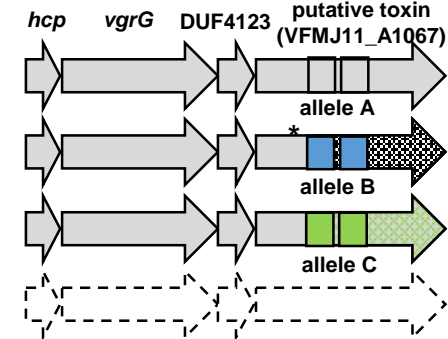 hcp vgrG DUF4123 putative toxin
(VFMJ11_A1067)
allele A
*
allele B
allele C